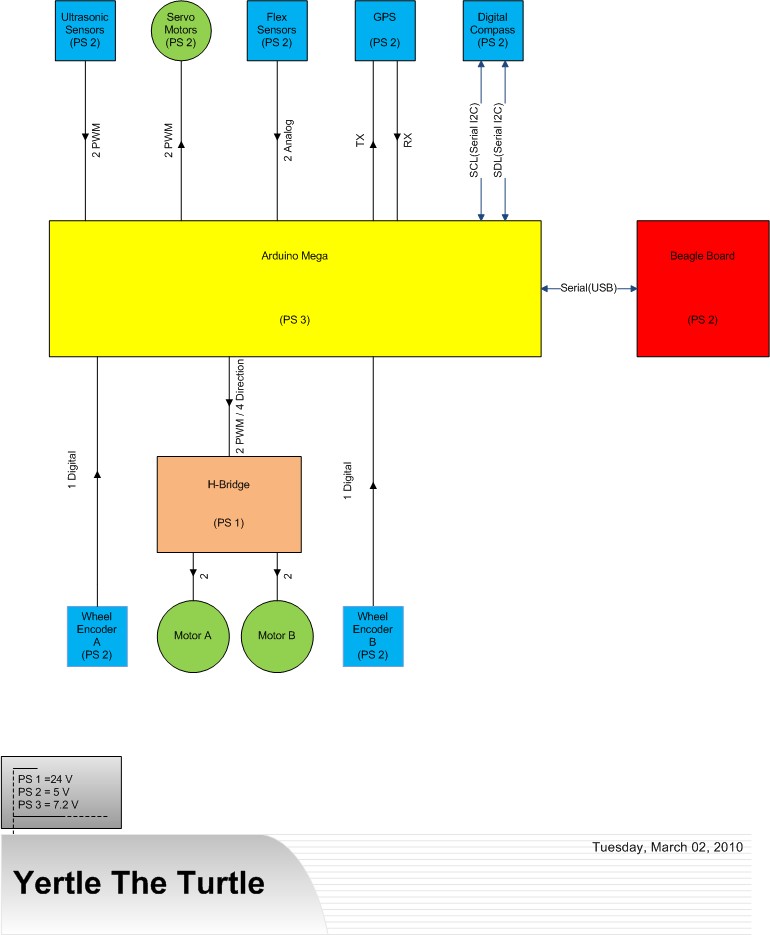 Ultrasonic
Sensors
(PS 2)
Servo
Motors
(PS 2)
Flex
Sensors
(PS 2)
GPS
(PS 2)
Digital
Compass
(PS 2)
2 PWM
2 PWM
2 Analog
TX
RX
SCL(Serial I2C)
SDL(Serial I2C)
Arduino Mega
(PS 3)
Serial(USB)
Beagle Board
(PS 2)
1 Digital
2 PWM / 4 Direction
1 Digital
H-Bridge
(PS 1)
2
2
Wheel
Encoder
A
(PS 2)
Motor A
Motor B
Wheel
Encoder
B
(PS 2)
PS 1 =24 V
PS 2 = 5 V
PS 3 = 7.2 V
Tuesday, March 02, 2010
Yertle The Turtle